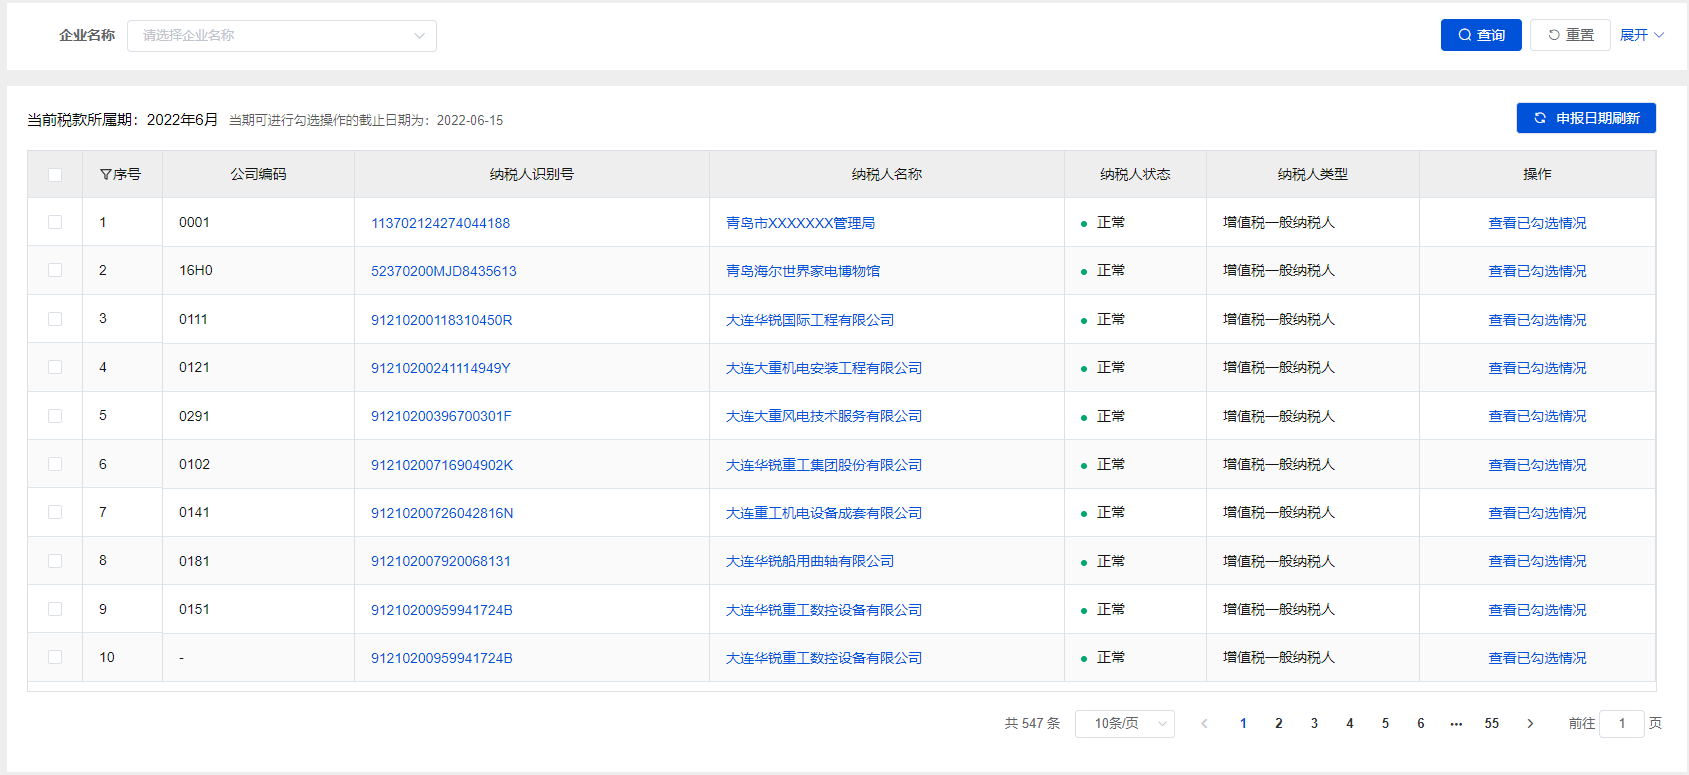 企业名称 请选择企业名称 查询 重置 展开
当前税款所属期：2022年6月 当期可进行勾选操作的截止日期为：2022-06-15 申报日期刷新
序号 公司编码 纳税人识别号 纳税人名称 纳税人状态 纳税人类型 操作
1 0001 113702124274044188 青岛市XXXXXXX管理局 正常 增值税一般纳税人 查看已勾选情况
2 16H0 52370200MJD8435613 青岛海尔世界家电博物馆 正常 增值税一般纳税人 查看已勾选情况
3 0111 91210200118310450R 大连华锐国际工程有限公司 正常 增值税一般纳税人 查看已勾选情况
4 0121 91210200241114949Y 大连大重机电安装工程有限公司 正常 增值税一般纳税人 查看已勾选情况
5 0291 91210200396700301F 大连大重风电技术服务有限公司 正常 增值税一般纳税人 查看已勾选情况
6 0102 91210200716904902K 大连华锐重工集团股份有限公司 正常 增值税一般纳税人 查看已勾选情况
7 0141 91210200726042816N 大连重工机电设备成套有限公司 正常 增值税一般纳税人 查看已勾选情况
8 0181 912102007920068131 大连华锐船用曲轴有限公司 正常 增值税一般纳税人 查看已勾选情况
9 0151 91210200959941724B 大连华锐重工数控设备有限公司 正常 增值税一般纳税人 查看已勾选情况
10 - 91210200959941724B 大连华锐重工数控设备有限公司 正常 增值税一般纳税人 查看已勾选情况
共 547 条 10条/页 1 2 3 4 5 6 ••• 55 前往 1 页